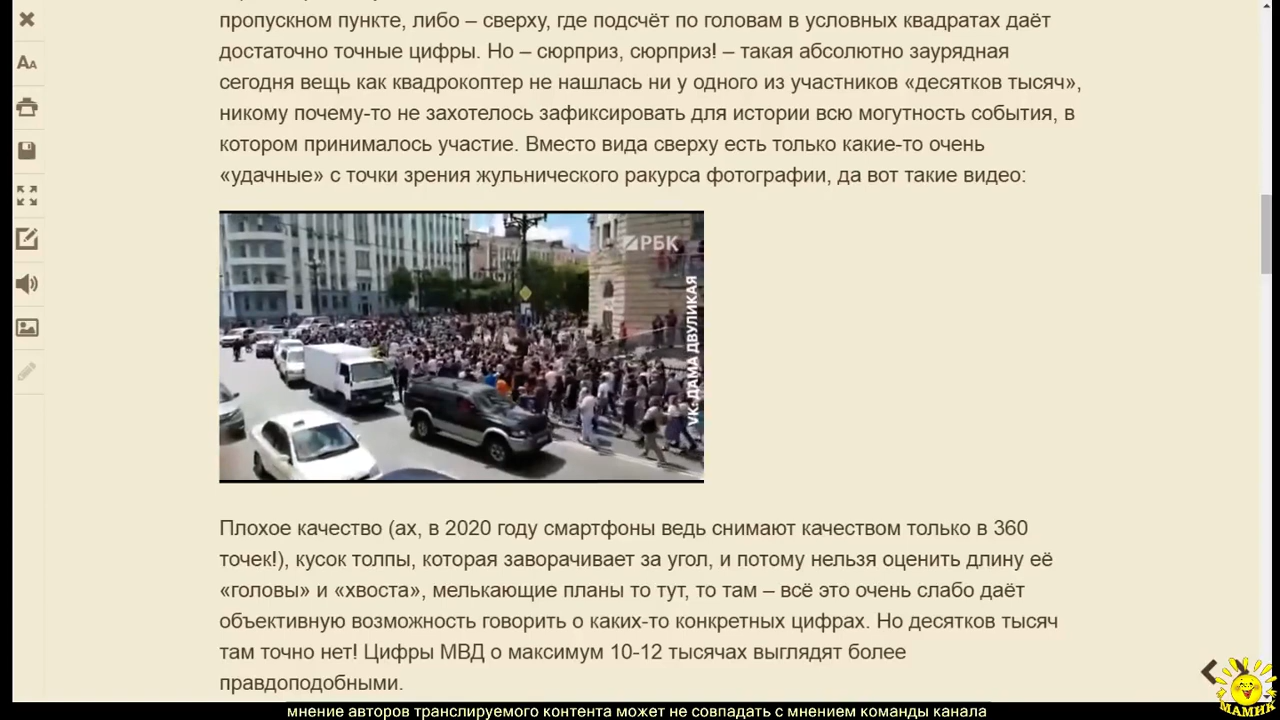 пропускном пункте, либо – сверху, где подсчёт по головам в условных квадратах даёт
достаточно точные цифры. Но – сюрприз, сюрприз! – такая абсолютно заурядная
сегодня вещь как квадрокоптер не нашлась ни у одного из участников «десятков тысяч»,
никому почему-то не захотелось зафиксировать для истории всю могутность события, в
котором принималось участие. Вместо вида сверху есть только какие-то очень
«удачные» с точки зрения жульнического ракурса фотографии, да вот такие видео:
РБК
VK: ДАМА ДВУЛИКАЯ
Плохое качество (ах, в 2020 году смартфоны ведь снимают качеством только в 360
точек!), кусок толпы, которая заворачивает за угол, и потому нельзя оценить длину её
«головы» и «хвоста», мелькающие планы то тут, то там – всё это очень слабо даёт
объективную возможность говорить о каких-то конкретных цифрах. Но десятков тысяч
там точно нет! Цифры МВД о максимум 10-12 тысячах выглядят более
правдоподобными.
МАМИК
мнение авторов транслируемого контента может не совпадать с мнением команды канала